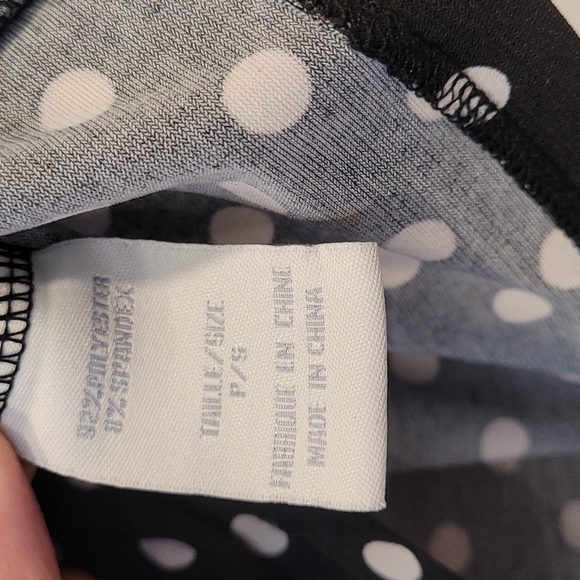 92%POLYESTER
8%SPANDEX
TAILLE/SIZE
P/S
FABRIQUE EN CHINE
MADE IN CHINA